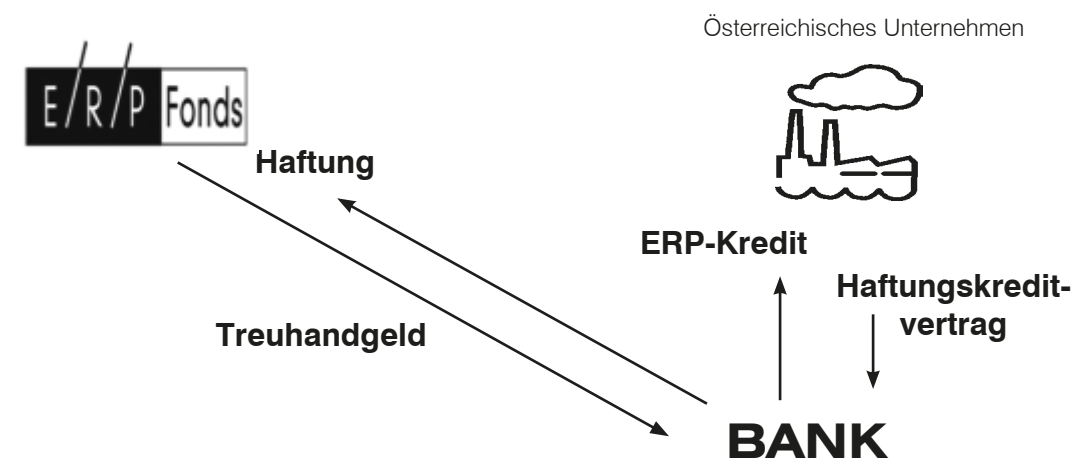 Österreichisches Unternehmen
E/R/P Fonds
Haftung
ERP-Kredit
Haftungskredit-
vertrag
Treuhandgeld
BANK